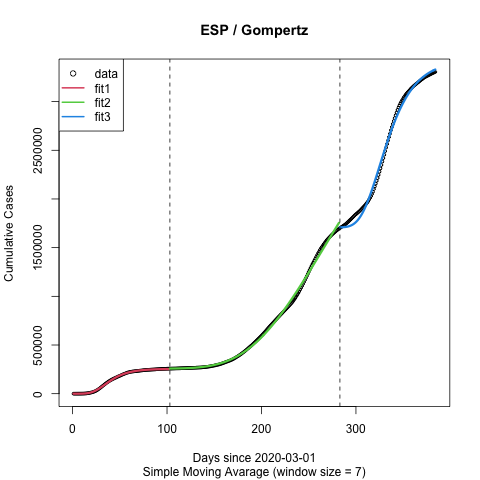 ESP / Gompertz
data
fit1
fit2
fit3
Cumulative Cases
0
500000
1500000
2500000
0
100
200
300
Days since 2020-03-01
Simple Moving Avarage (window size = 7)